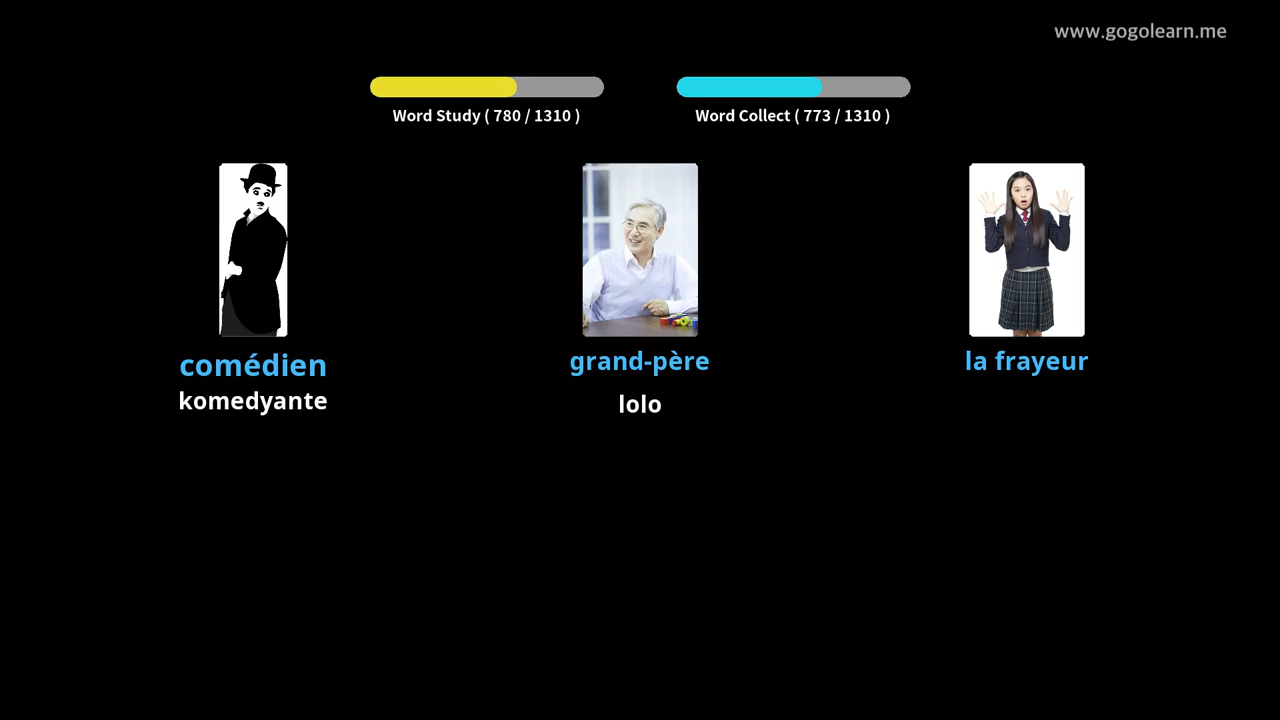 www.gogolearn.me
Word Study ( 780 / 1310 )
Word Collect ( 773 / 1310 )
comédien
komedyante
grand-père
lolo
la frayeur